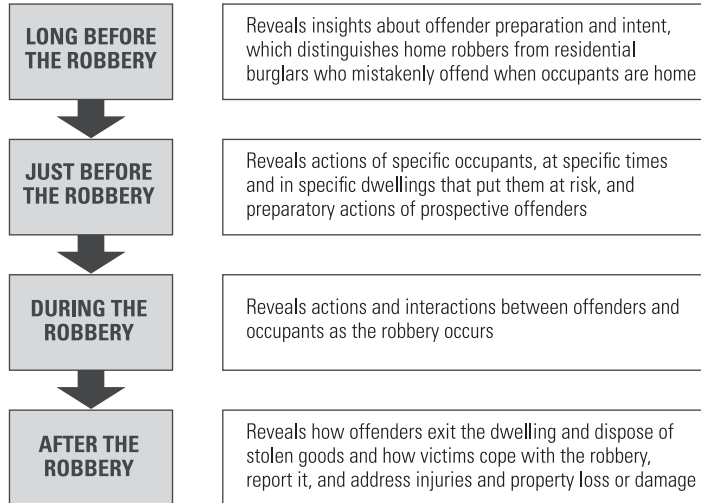 LONG BEFORE
THE ROBBERY
Reveals insights about offender preparation and intent,
which distinguishes home robbers from residential
burglars who mistakenly offend when occupants are home
JUST BEFORE
THE ROBBERY
Reveals actions of specific occupants, at specific times
and in specific dwellings that put them at risk, and
preparatory actions of prospective offenders
DURING THE
ROBBERY
Reveals actions and interactions between offenders and
occupants as the robbery occurs
AFTER THE
ROBBERY
Reveals how offenders exit the dwelling and dispose of
stolen goods and how victims cope with the robbery,
report it, and address injuries and property loss or damage